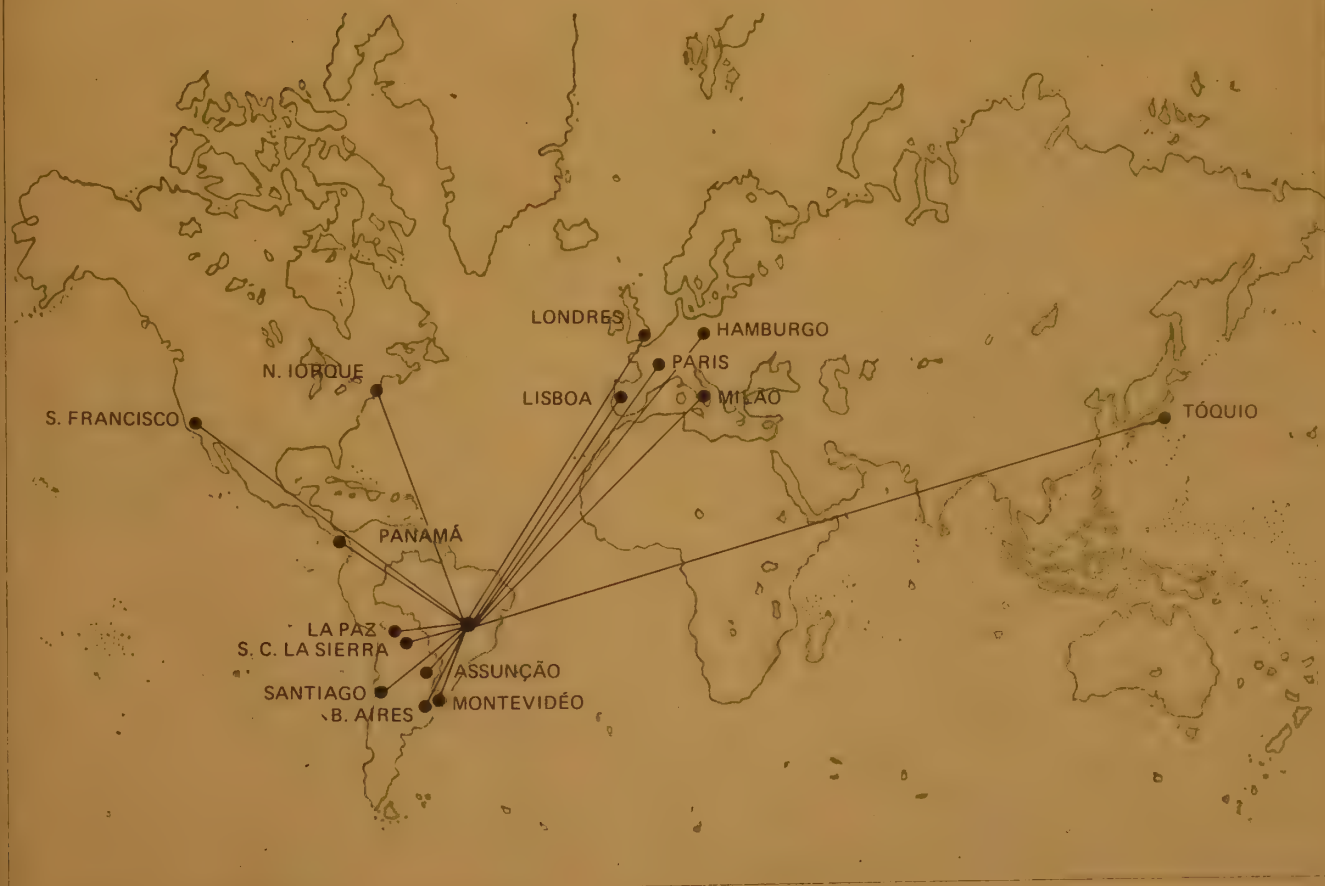 LONDRES
HAMBURGO
PARIS
N. IORQUE
LISBOA
MILÃO
S. FRANCISCO
TÓQUIO
PANAMÁ
LA PAZ
S. C. LA SIERRA
ASSUNÇÃO
SANTIAGO
MONTEVIDÉO
B. AIRES